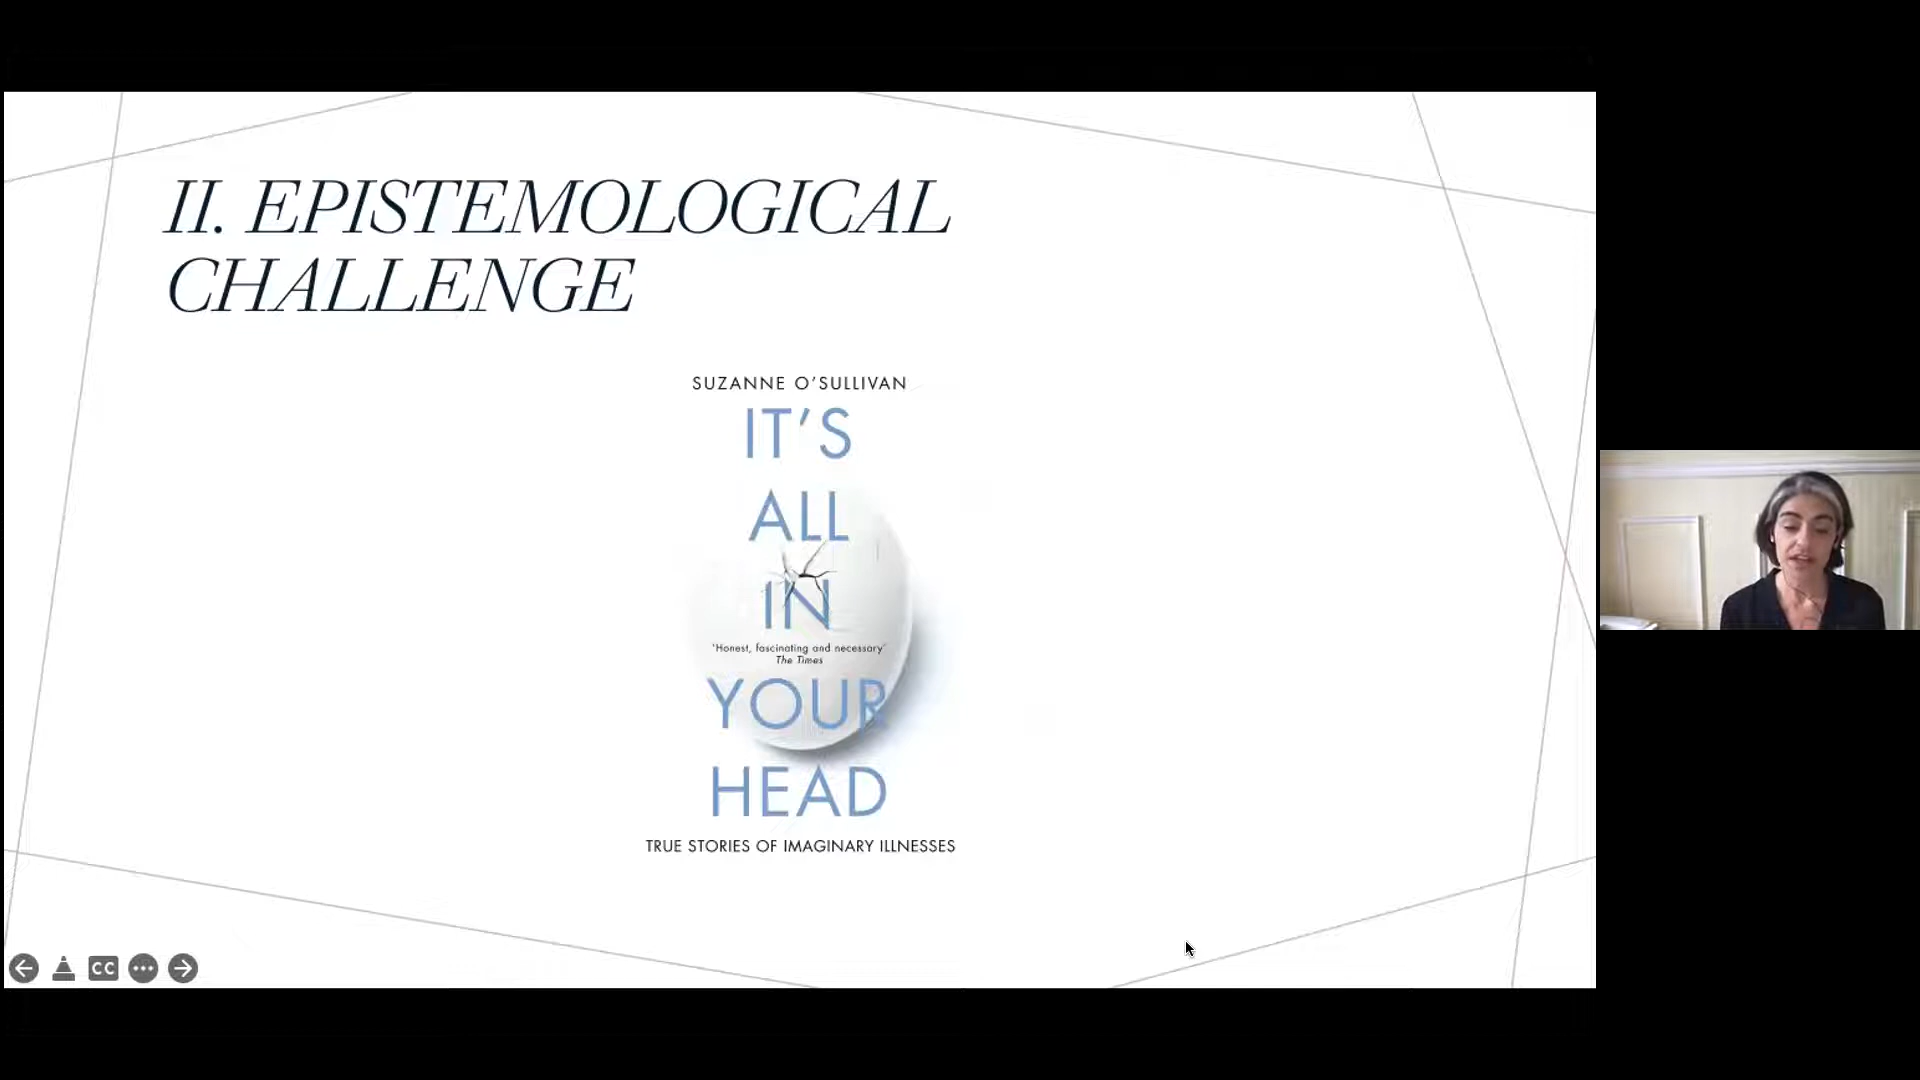 II. EPISTEMOLOGICAL
CHALLENGE
SUZANNE O'SULLIVAN
IT'S
ALL
IN
'Honest, fascinating and necessary'
The Times
YOUR
HEAD
TRUE STORIES OF IMAGINARY ILLNESSES
CC